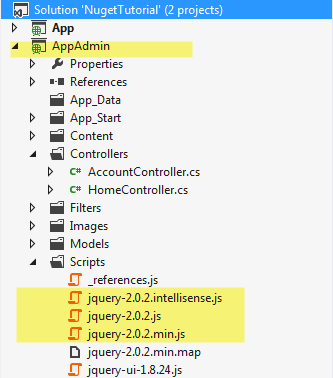 Solution 'NugetTutorial' (2 projects)
App
AppAdmin
Properties
References
App_Data
App_Start
Content
Controllers
C# AccountController.cs
C# HomeController.cs
Filters
Images
Models
Scripts
_references.js
jquery-2.0.2.intellisense.js
jquery-2.0.2.js
jquery-2.0.2.min.js
jquery-2.0.2.min.map
jquery-ui-1.8.24.js